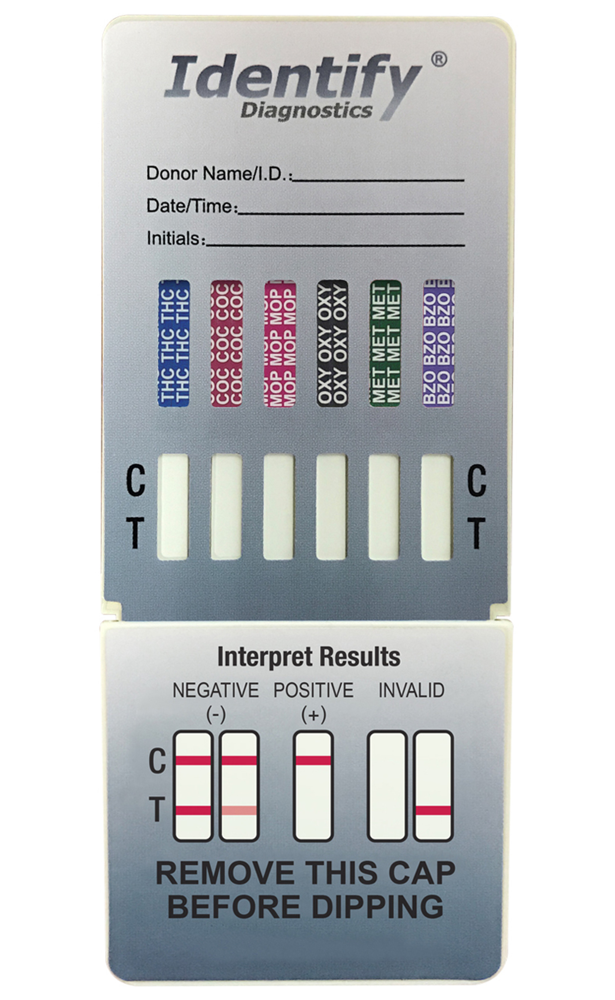 Identify®
Diagnostics
Donor Name/I.D.:
Date/Time:
Initials:
THC THC THC
THC THC THC
COC COC COC
COC COC COC
MOP MOP MOP
MOP MOP MOP
OXY OXY OXY
OXY OXY OXY
MET MET MET
MET MET MET
BZO BZO BZO
BZO BZO BZO
C C
T T
Interpret Results
NEGATIVE POSITIVE INVALID
(-) (+)
C
T
REMOVE THIS CAP
BEFORE DIPPING